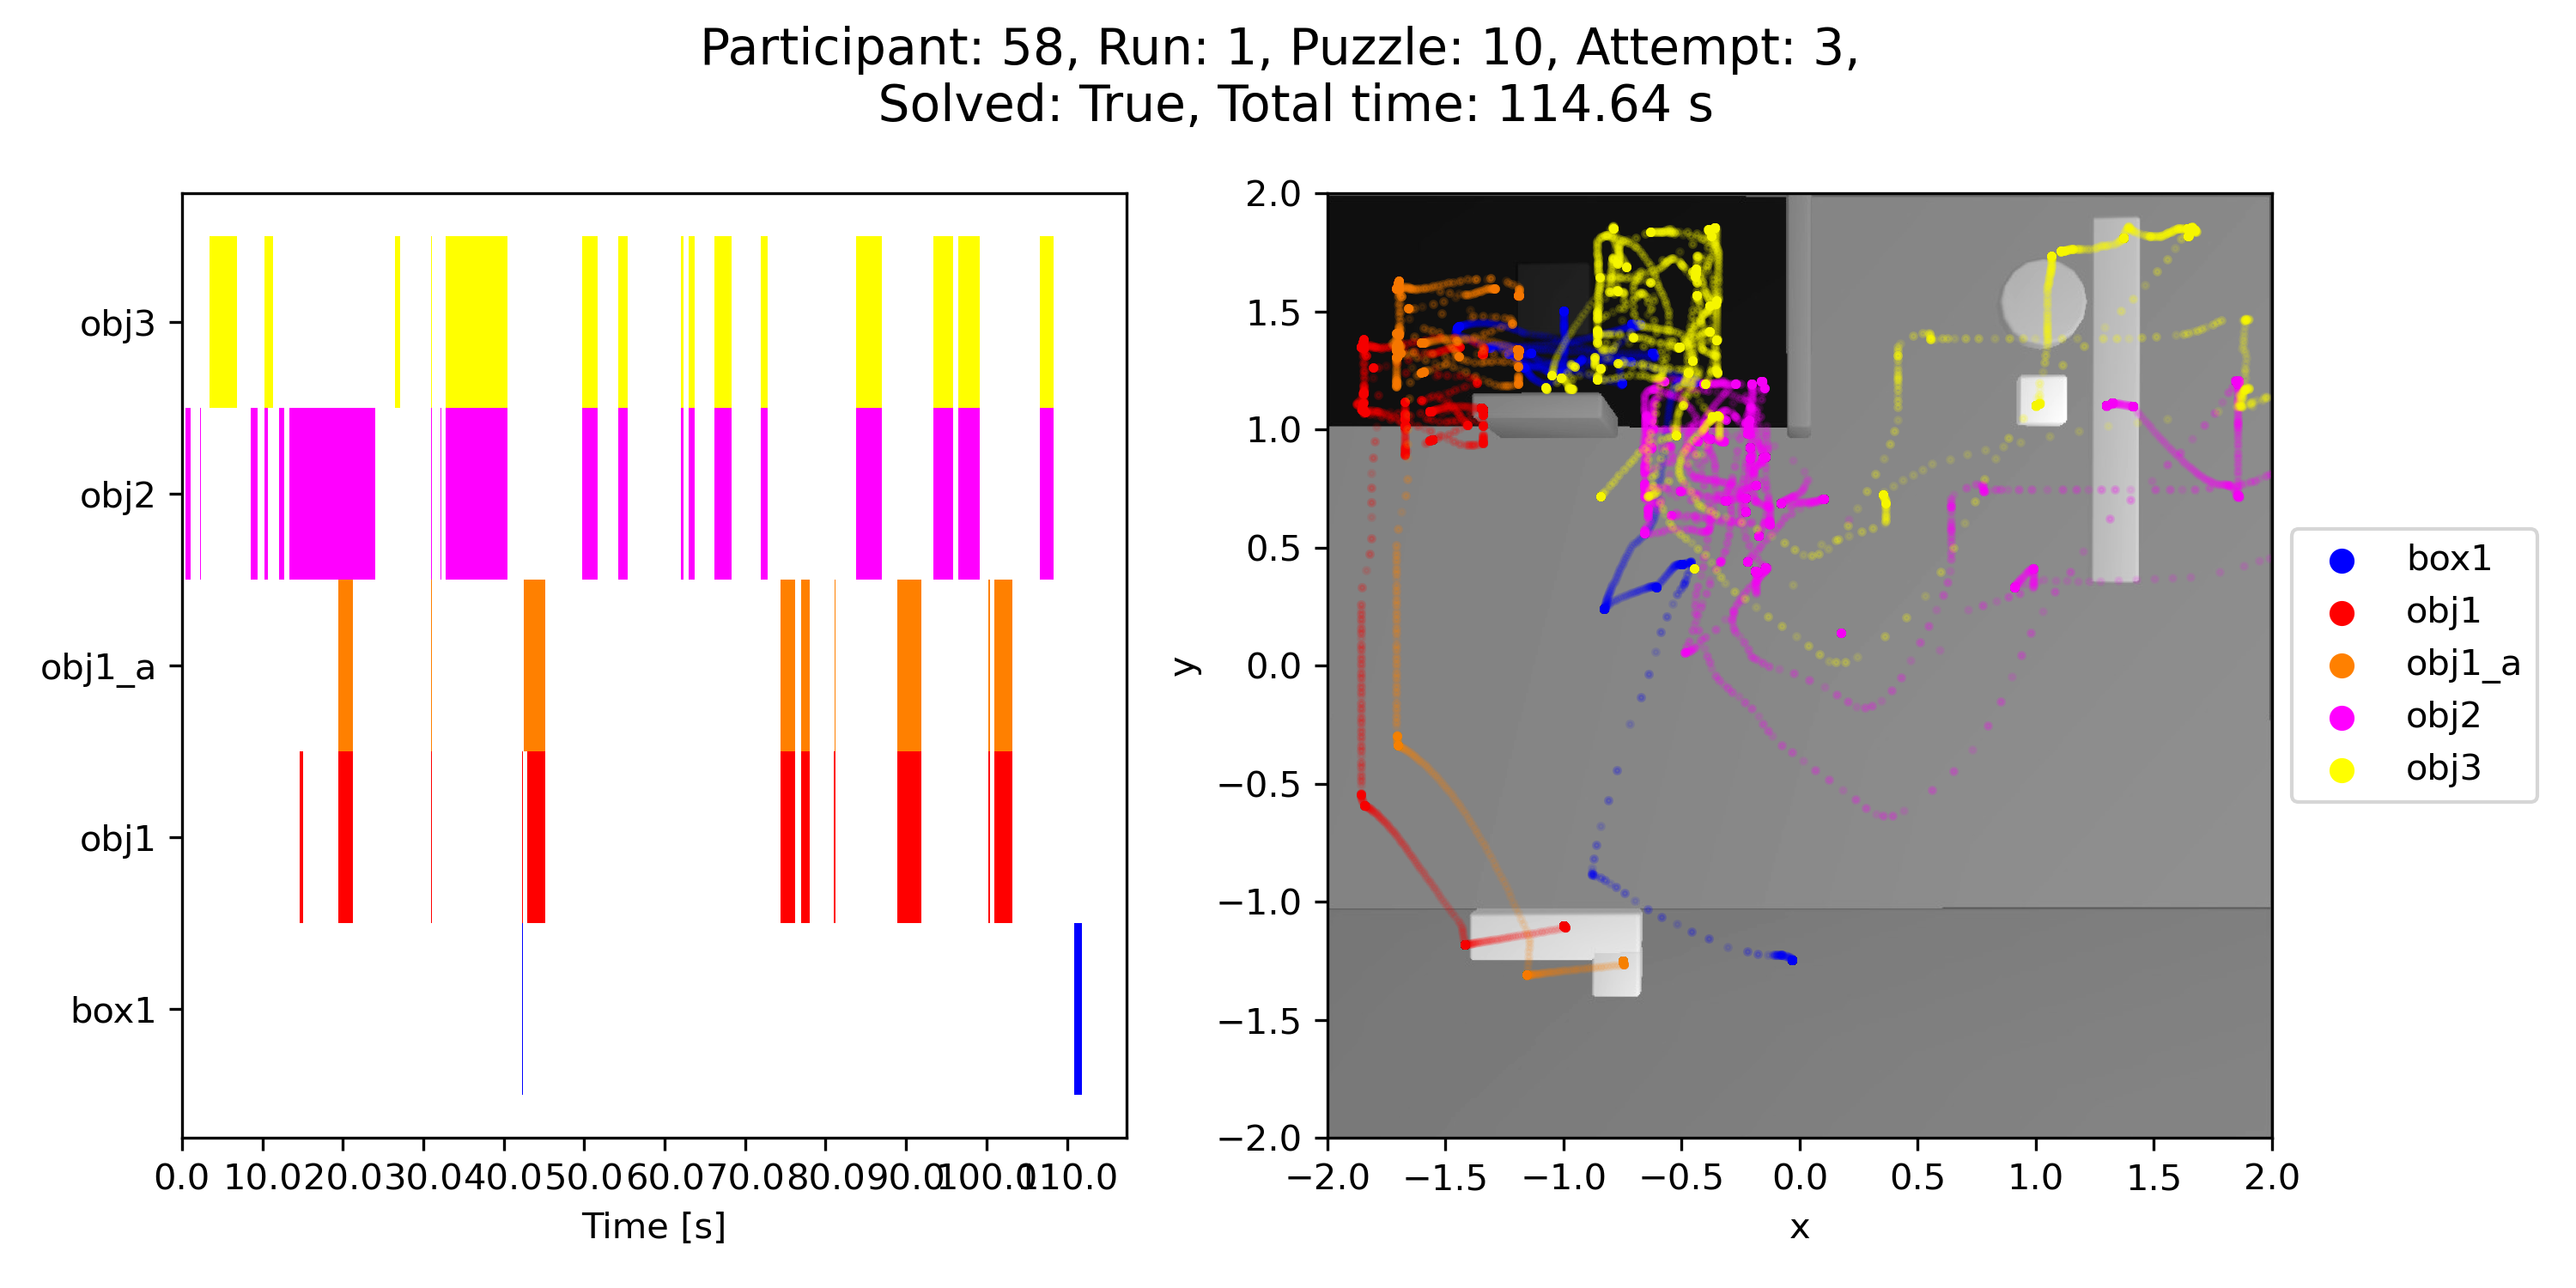 Participant: 58, Run: 1, Puzzle: 10, Attempt: 3,
Solved: True, Total time: 114.64 s
obj3
obj2
obj1_a
obj1
box1
0.0 10.0 20.0 30.0 40.0 50.0 60.0 70.0 80.0 90.0 100.0 110.0
Time [s]
2.0
1.5
1.0
0.5
0.0
−0.5
−1.0
−1.5
−2.0
y
−2.0 −1.5 −1.0 −0.5 0.0 0.5 1.0 1.5 2.0
x
box1
obj1
obj1_a
obj2
obj3